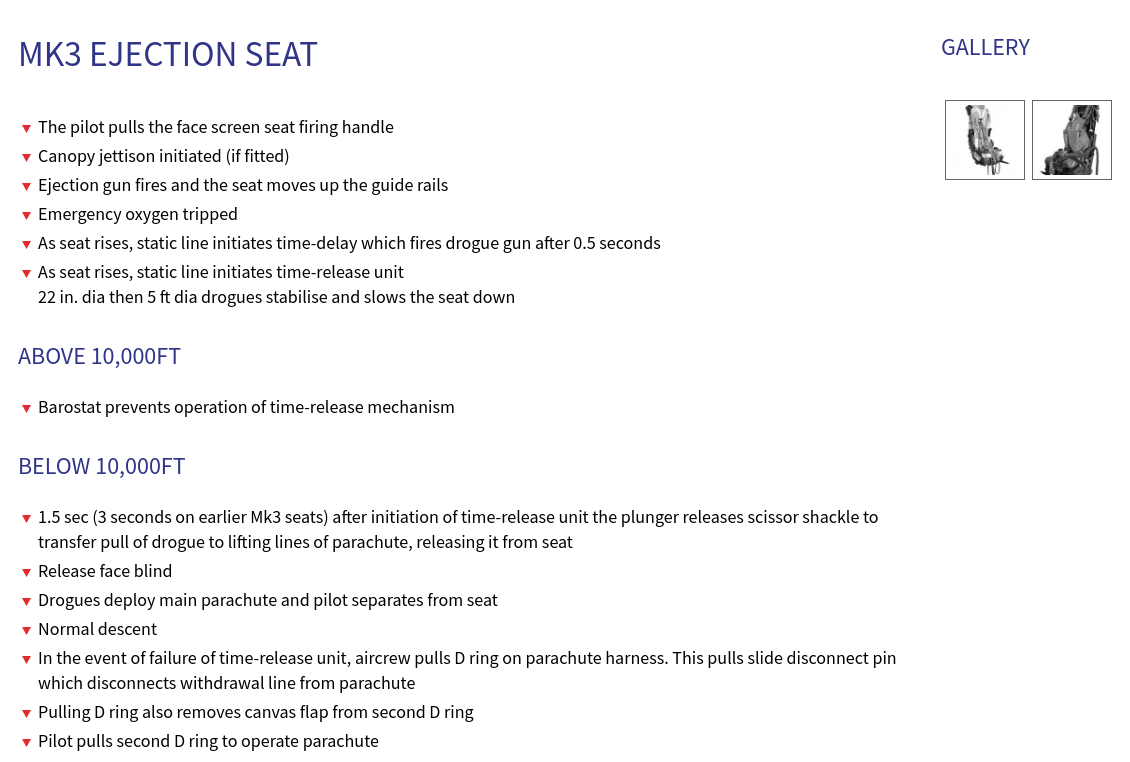 MK3 EJECTION SEAT
The pilot pulls the face screen seat firing handle
Canopy jettison initiated (if fitted)
Ejection gun fires and the seat moves up the guide rails
Emergency oxygen tripped
As seat rises, static line initiates time-delay which fires drogue gun after 0.5 seconds
As seat rises, static line initiates time-release unit
22 in. dia then 5 ft dia drogues stabilise and slows the seat down
ABOVE 10,000FT
Barostat prevents operation of time-release mechanism
BELOW 10,000FT
1.5 sec (3 seconds on earlier Mk3 seats) after initiation of time-release unit the plunger releases scissor shackle to
transfer pull of drogue to lifting lines of parachute, releasing it from seat
Release face blind
Drogues deploy main parachute and pilot separates from seat
Normal descent
In the event of failure of time-release unit, aircrew pulls D ring on parachute harness. This pulls slide disconnect pin
which disconnects withdrawal line from parachute
Pulling D ring also removes canvas flap from second D ring
Pilot pulls second D ring to operate parachute
GALLERY